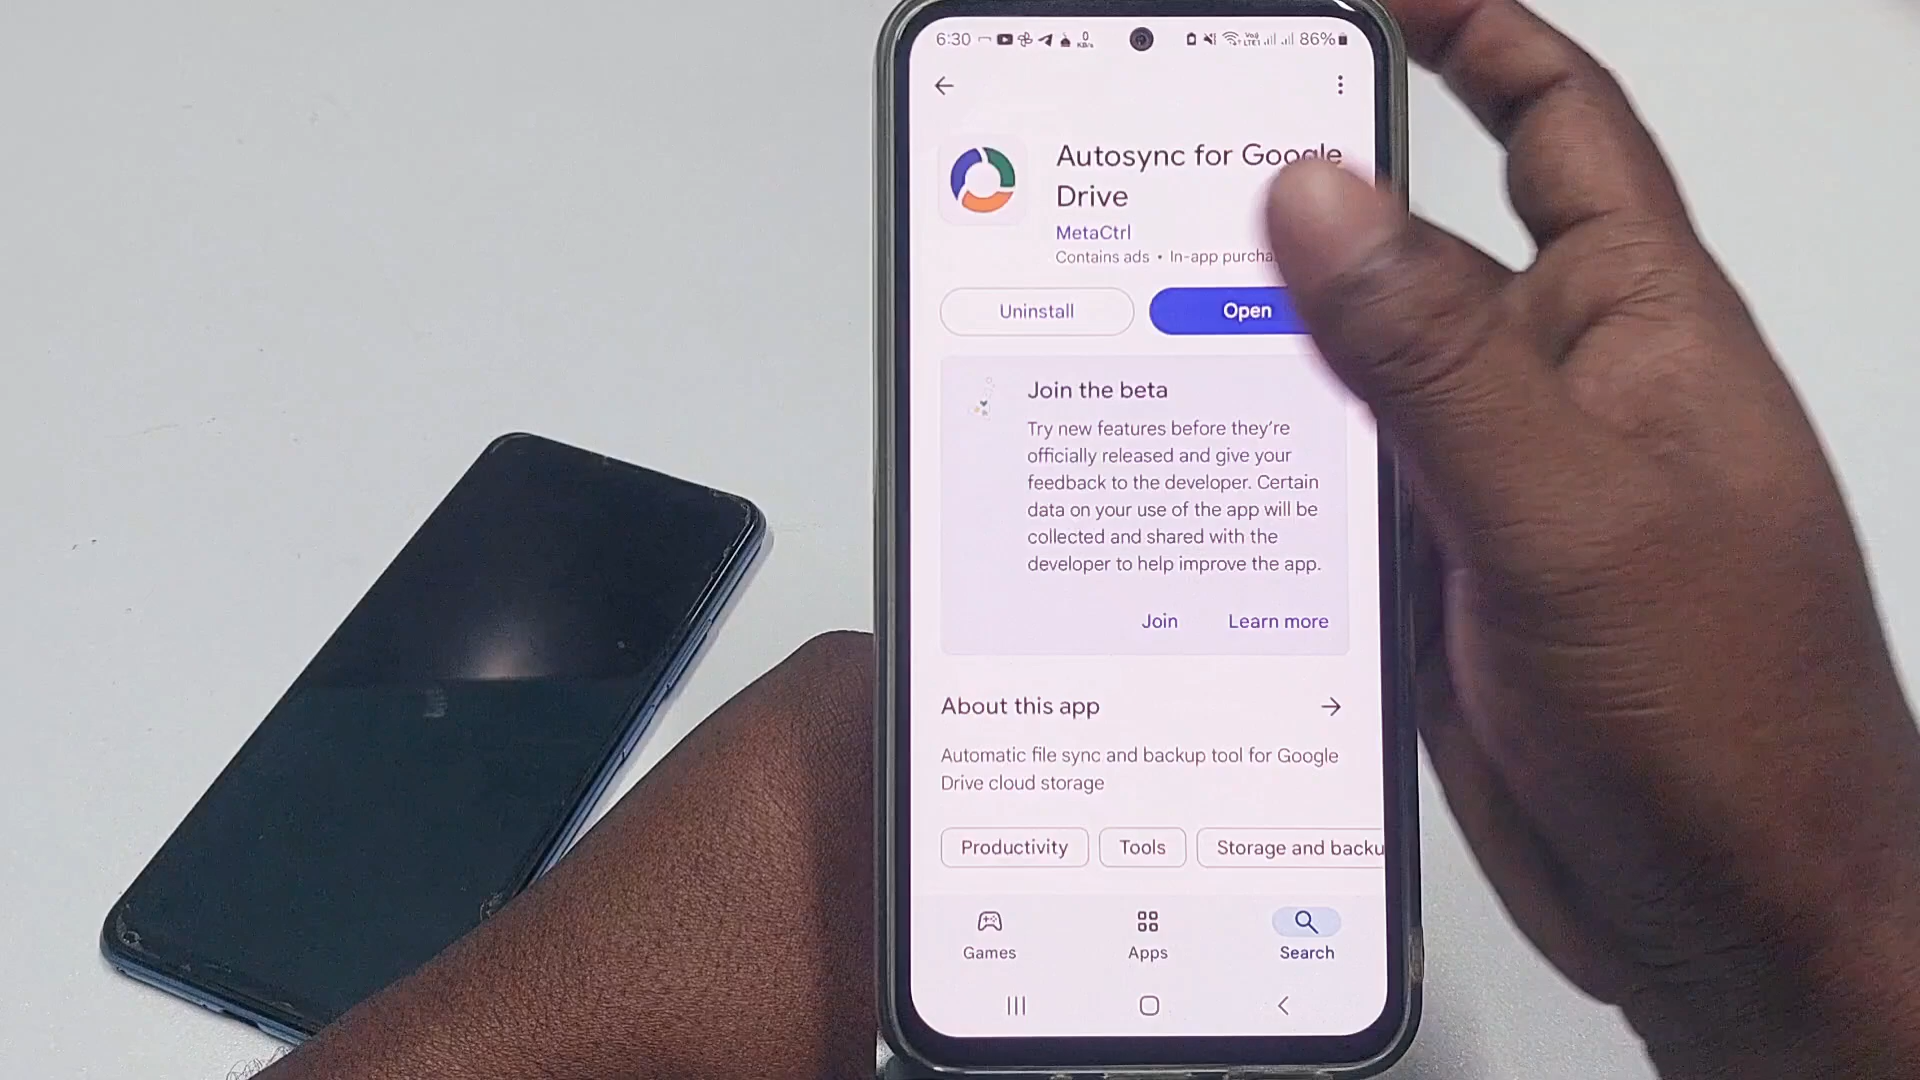 6:30
0
KB/s
86%
Autosync for Google
Drive
MetaCtrl
Contains ads • In-app purcha
Uninstall
Open
Join the beta
Try new features before they're
officially released and give your
feedback to the developer. Certain
data on your use of the app will be
collected and shared with the
developer to help improve the app.
Join
Learn more
About this app
Automatic file sync and backup tool for Google
Drive cloud storage
Productivity
Tools
Storage and backu
Games
Apps
Search